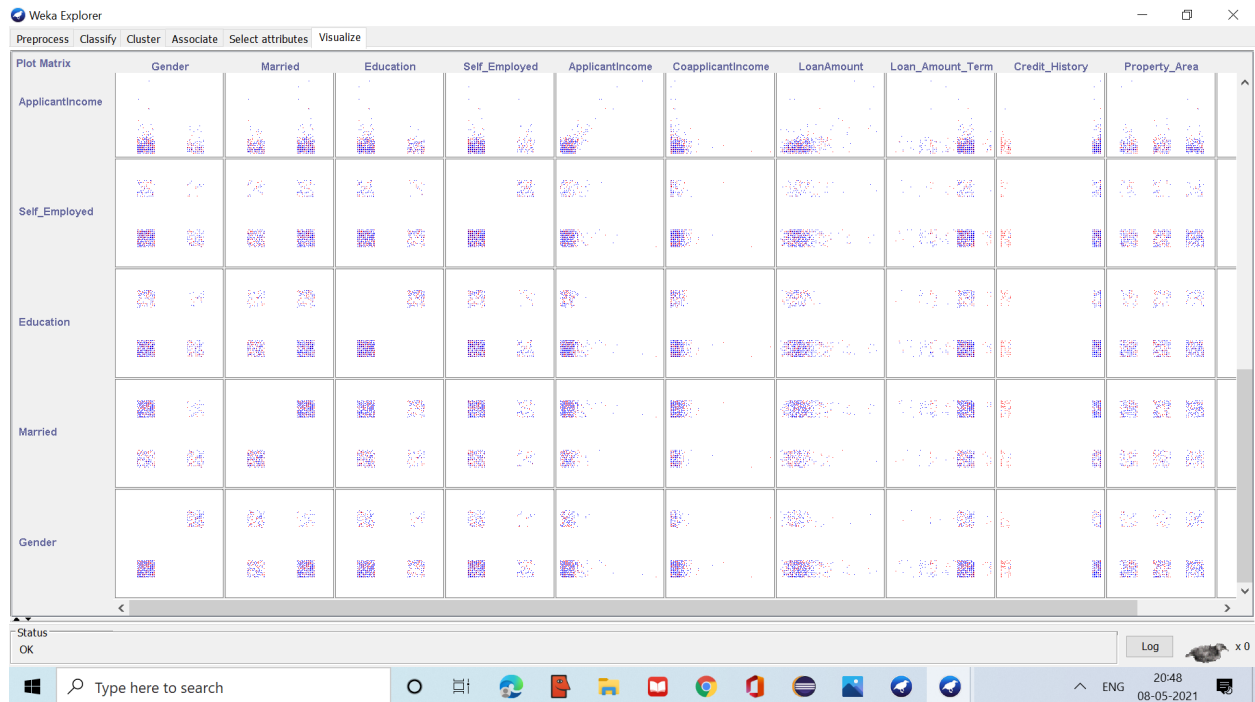 Weka Explorer
Preprocess Classify Cluster Associate Select attributes Visualize
Plot Matrix Gender Married Education Self_Employed ApplicantIncome CoapplicantIncome LoanAmount Loan_Amount_Term Credit_History Property_Area
ApplicantIncome
Self_Employed
Education
Married
Gender
Status
OK
Log x 0
Type here to search
ENG
20:48
08-05-2021